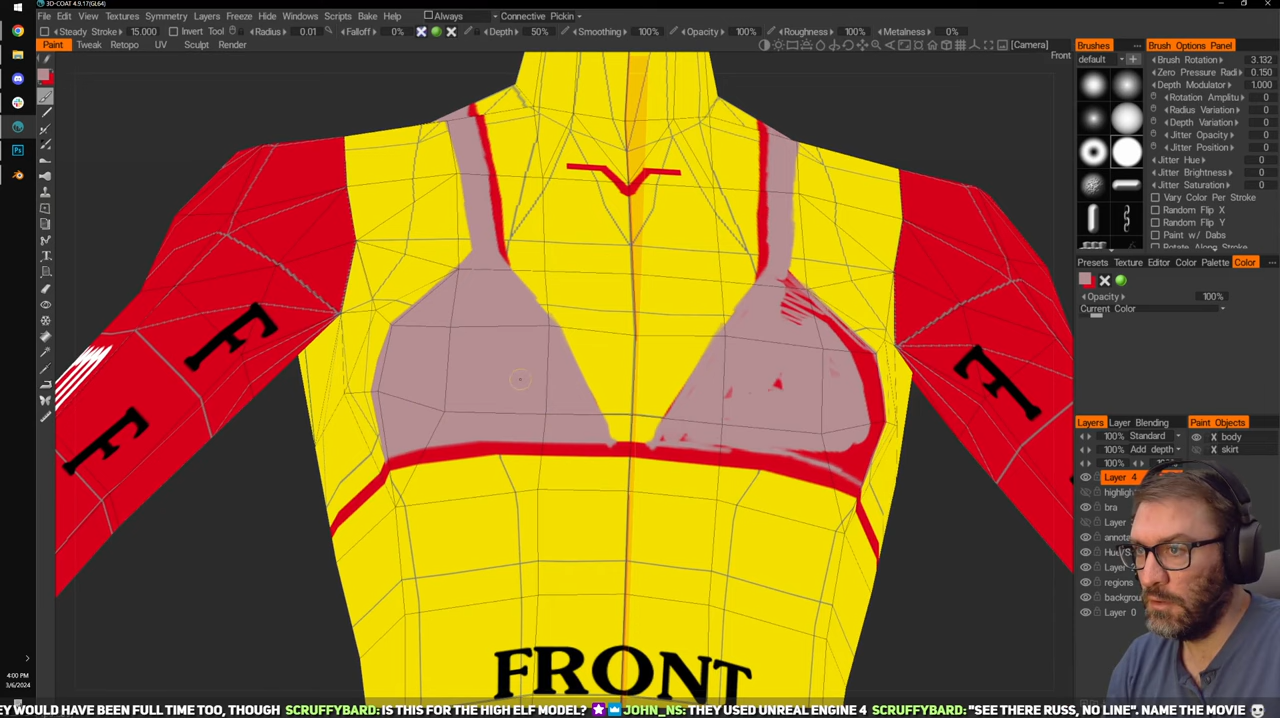 3D-COAT 4.9.17(GL64)
File Edit View Textures Symmetry Layers Freeze Hide Windows Scripts Bake Help Always Connective Pickin
Steady Stroke 15.000 Invert Tool Radius 0.01 Falloff 0% Depth 50% Smoothing 100% Opacity 100% Roughness 100% Metalness 0%
Paint Tweak Retopo UV Sculpt Render
[Camera]
Front
Brushes
default
Brush Options Panel
Brush Rotation 3.132
Zero Pressure Radi 0.150
Depth Modulator 1.000
Rotation Amplitu 0
Radius Variation 0
Depth Variation 0
Jitter Opacity 0
Jitter Position 0
Jitter Hue 0
Jitter Brightness 0
Jitter Saturation 0
Vary Color Per Stroke
Random Flip X
Random Flip Y
Paint w/ Dabs
Rotate Along Stroke
Presets Texture Editor Color Palette Color
Opacity 100%
Current Color
Layers Layer Blending Paint Objects
100% Standard
100% Add depth
100% 100%
X body
X skirt
Layer 4
highligh
bra
Layer
annota
Hue/S
Layer
regions
backgrou
Layer 0
F
F
F
FRONT
4:00 PM
3/6/2024
EY WOULD HAVE BEEN FULL TIME TOO, THOUGH SCRUFFYBARD: IS THIS FOR THE HIGH ELF MODEL? JOHN_NS: THEY USED UNREAL ENGINE 4 SCRUFFYBARD: "SEE THERE RUSS, NO LINE". NAME THE MOVIE